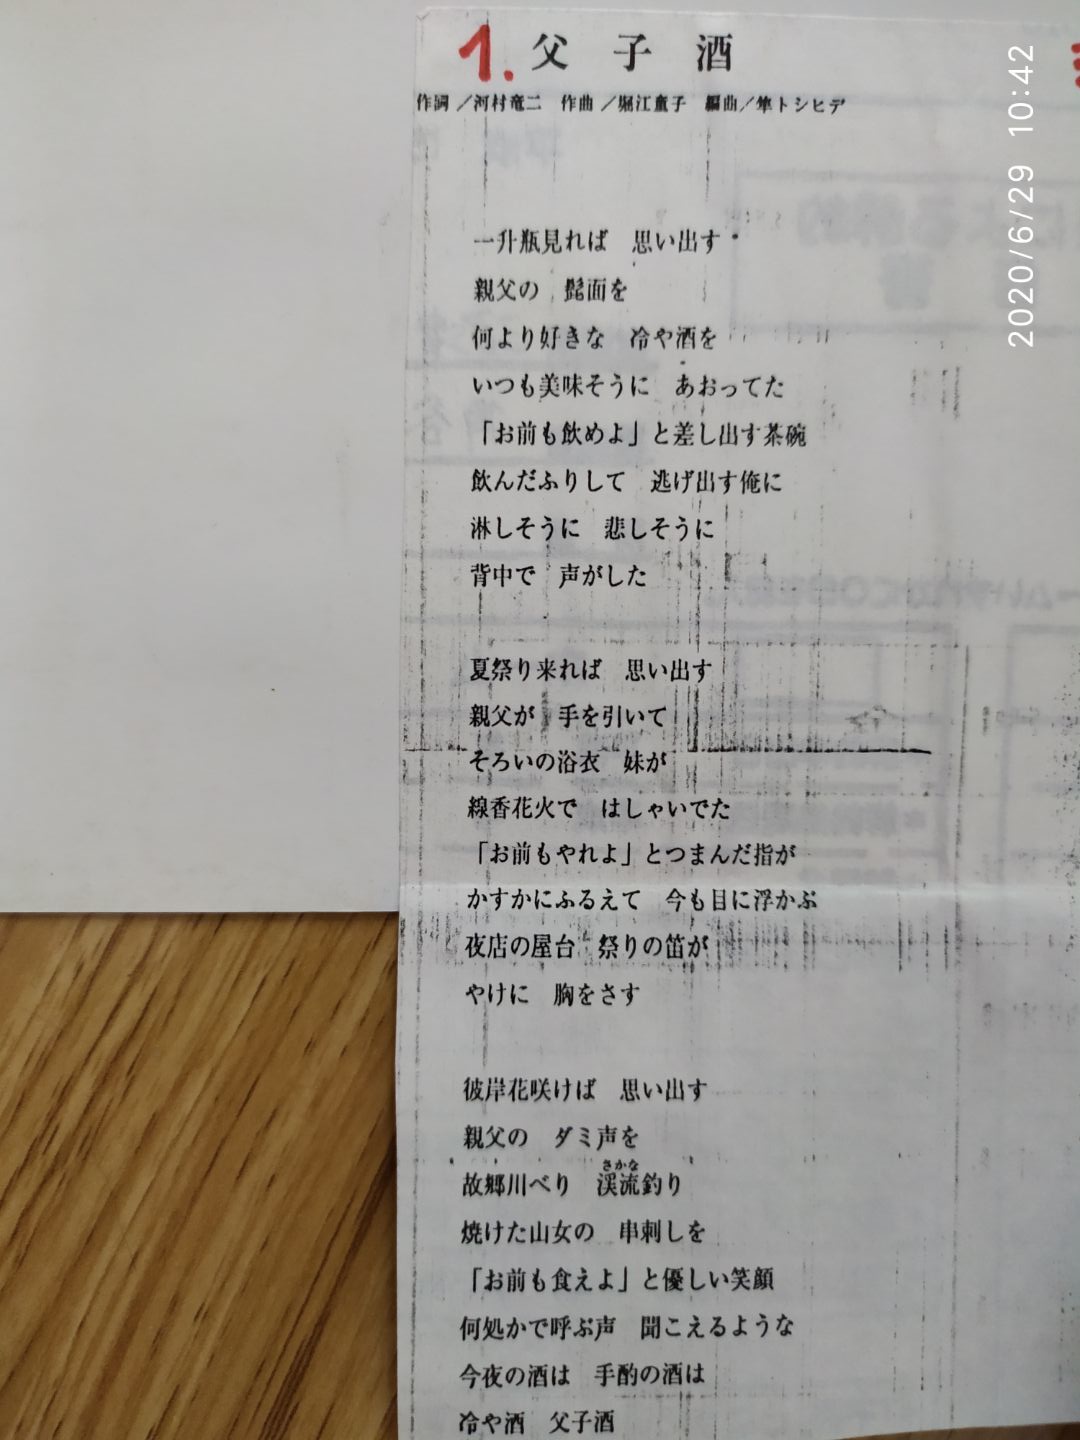 1. 父子酒
作詞／河村竜二 作曲／堀江童子 編曲／隼トシヒデ
一升瓶見れば 思い出す
親父の 髭面を
何より好きな 冷や酒を
いつも美味そうに あおってた
「お前も飲めよ」と差し出す茶碗
飲んだふりして 逃げ出す俺に
淋しそうに 悲しそうに
背中で 声がした
夏祭り来れば 思い出す
親父が 手を引いて
そろいの浴衣 妹が
線香花火で はしゃいでた
「お前もやれよ」とつまんだ指が
かすかにふるえて 今も目に浮かぶ
夜店の屋台 祭りの笛が
やけに 胸をさす
彼岸花咲けば 思い出す
親父の ダミ声を
さかな
故郷川べり 渓流釣り
焼けた山女の 串刺しを
「お前も食えよ」と優しい笑顔
何処かで呼ぶ声 聞こえるような
今夜の酒は 手酌の酒は
冷や酒 父子酒
2020/6/29 10:42